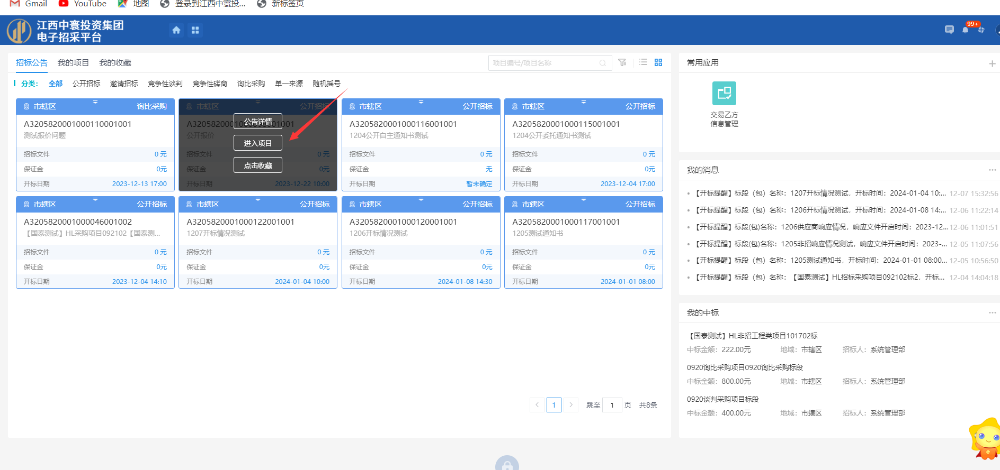 Gmail
YouTube
地图
登录到江西中寰投...
新标签页
江西中寰投资集团
电子招采平台
99+
招标公告 我的项目 我的收藏
项目编号/项目名称
分类： 全部 公开招标 邀请招标 竞争性谈判 竞争性磋商 询比采购 单一来源 随机摇号
市辖区 询比采购
A3205820001000110001001
测试报价问题
招标文件 0 元
保证金 0元
开标日期 2023-12-13 17:00
市辖区 公开招标
公开报价
招标文件 0 元
保证金 0元
开标日期 2023-12-22 10:00
公告详情
进入项目
点击收藏
市辖区 公开招标
A3205820001000116001001
1204公开自主通知书测试
招标文件 0 元
保证金 无
开标日期 暂未确定
市辖区 公开招标
A3205820001000115001001
1204公开委托通知书测试
招标文件 0 元
保证金 0元
开标日期 2023-12-04 17:00
市辖区 公开招标
A3205820001000046001002
【国泰测试】HL采购项目092102【国泰测...
招标文件 0 元
保证金 0元
开标日期 2023-12-04 14:10
市辖区 公开招标
A3205820001000122001001
1207开标情况测试
招标文件 0 元
保证金 0元
开标日期 2024-01-04 10:00
市辖区 公开招标
A3205820001000120001001
1206开标情况测试
招标文件 0 元
保证金 0元
开标日期 2024-01-08 14:30
市辖区 公开招标
A3205820001000117001001
1205测试通知书
招标文件 0 元
保证金 0元
开标日期 2024-01-01 08:00
1 跳至 1 页 共8条
常用应用
交易乙方
信息管理
我的消息
【开标提醒】标段（包）名称：1207开标情况测试，开标时间：2024-01-04 10:... 12-07 15:32:56
【开标提醒】标段（包）名称：1206开标情况测试，开标时间：2024-01-08 14:... 12-06 11:22:14
【开标提醒】标段(包)名称：1206供应商响应情况，响应文件开启时间：2023-12... 12-06 11:01:51
【开标提醒】标段(包)名称：1205非招响应情况测试，响应文件开启时间：2023-... 12-05 11:07:56
【开标提醒】标段（包）名称：1205测试通知书，开标时间：2024-01-01 08:00... 12-05 10:56:50
【开标提醒】标段（包）名称：【国泰测试】HL招标采购项目092102标2，开标... 12-04 14:04:18
我的中标
【国泰测试】HL非招工程类项目101702标
中标金额：222.00元 地域：市辖区 招标人：系统管理部
0920询比采购项目0920询比采购标段
中标金额：800.00元 地域：市辖区 招标人：系统管理部
0920谈判采购项目标段
中标金额：400.00元 地域：市辖区 招标人：系统管理部